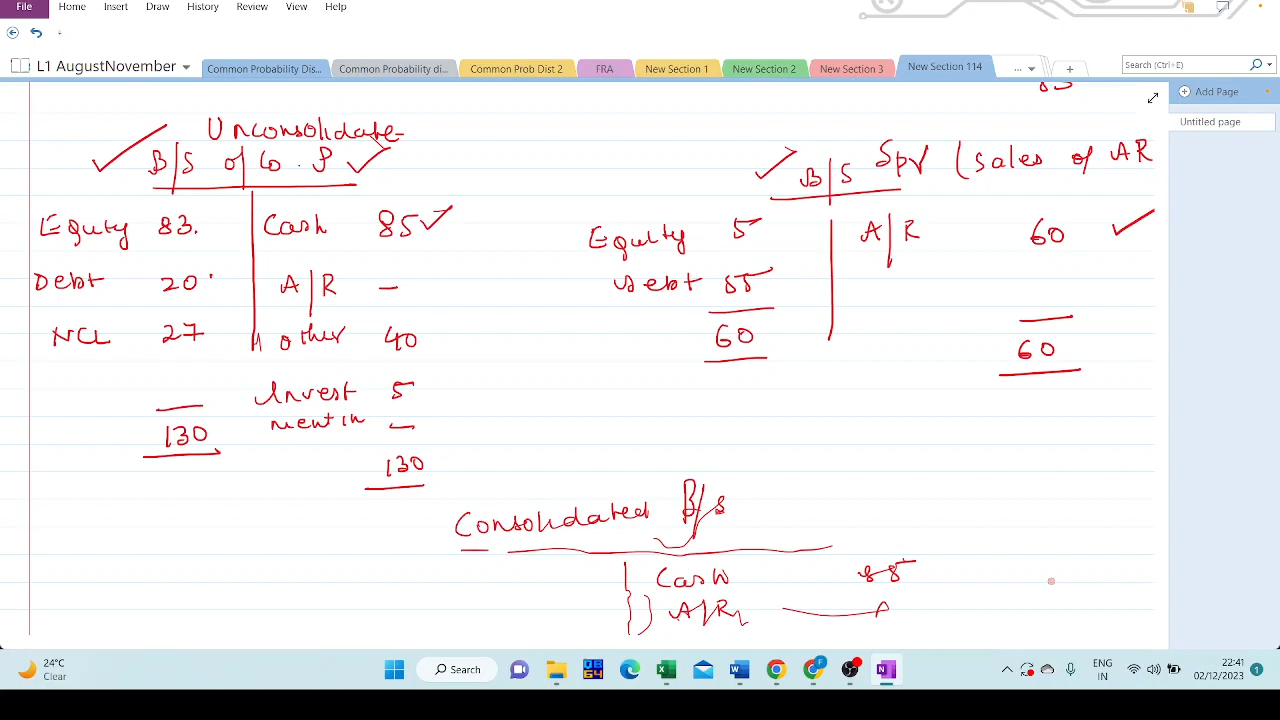 File Home Insert Draw History Review View Help
L1 AugustNovember Common Probability Dis... Common Probability di... Common Prob Dist 2 FRA New Section 1 New Section 2 New Section 3 New Section 114 ... + Search (Ctrl+E)
Add Page
Untitled page
Unconsolidate
B/S of Co. P
Equity 83. Cash 85
Debt 20 A/R —
NCL 27 other 40
Invest 5
ment in
130
130
B/S Spv (Sales of AR
Equity 5 A/R 60
Debt 55
60 60
Consolidated B/s
Cash 85
A/R
24°C
Clear
Search
ENG
IN
22:41
02/12/2023
1